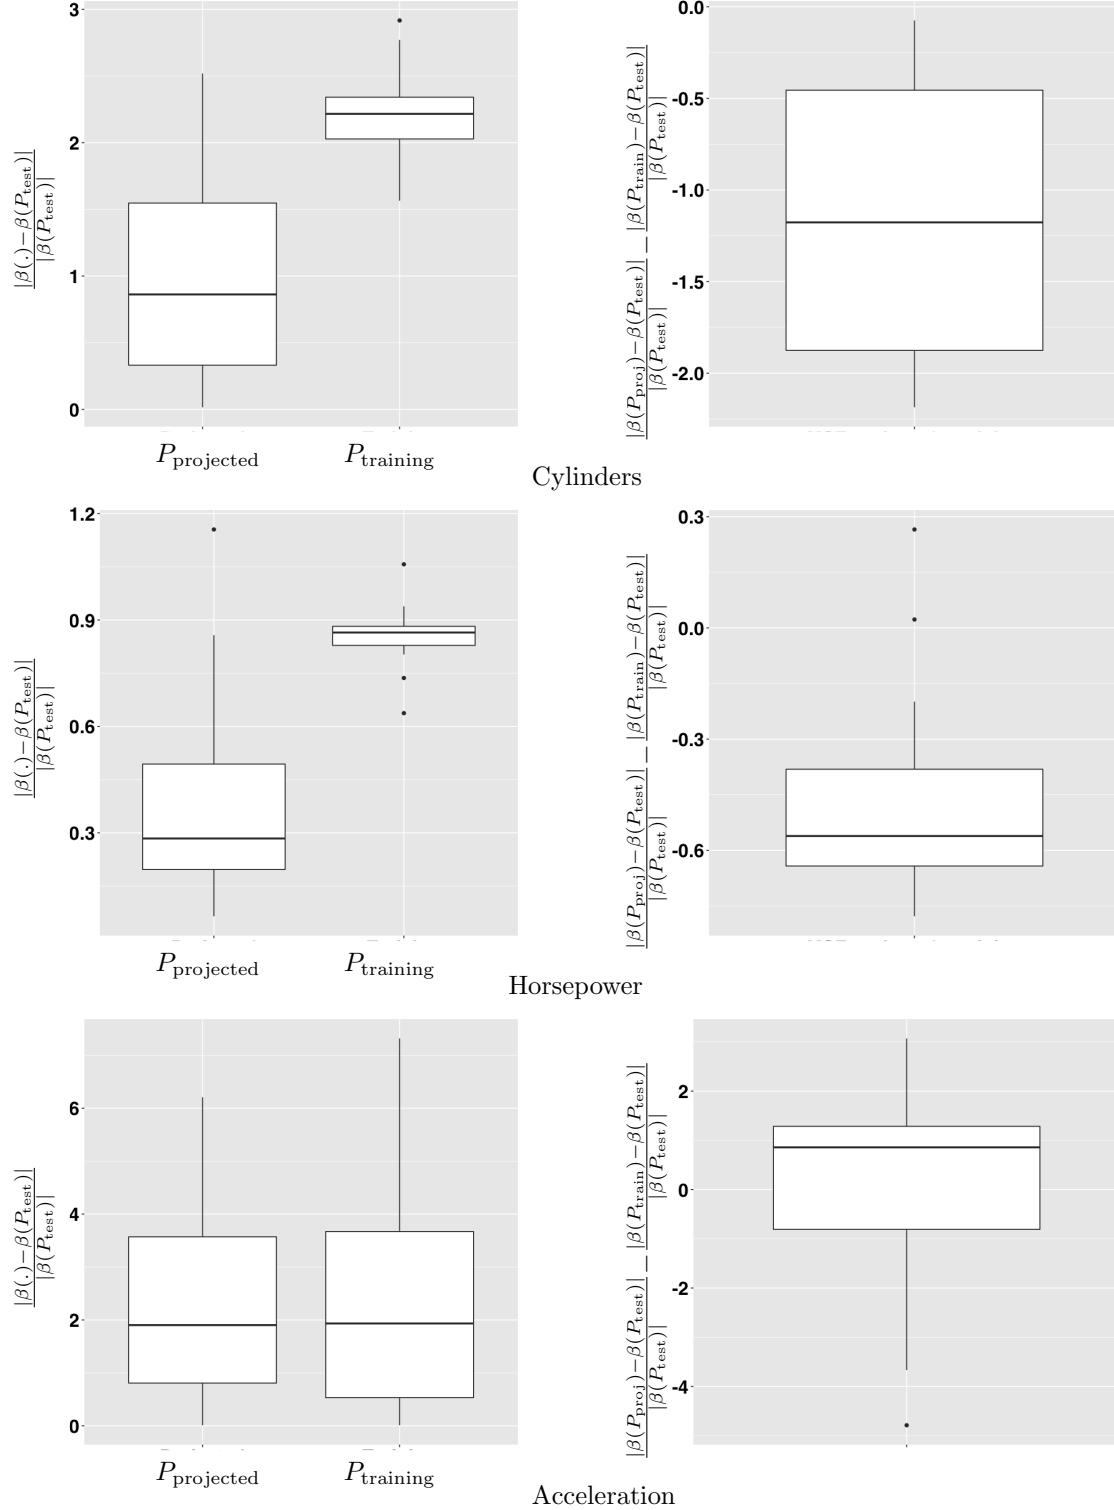 3
2
1
0
|β(.)−β(P_test)| / |β(P_test)|
P_projected P_training
0.0
-0.5
-1.0
-1.5
-2.0
|β(P_proj)−β(P_test)| / |β(P_test)| − |β(P_train)−β(P_test)| / |β(P_test)|
Cylinders
1.2
0.9
0.6
0.3
|β(.)−β(P_test)| / |β(P_test)|
P_projected P_training
0.3
0.0
-0.3
-0.6
|β(P_proj)−β(P_test)| / |β(P_test)| − |β(P_train)−β(P_test)| / |β(P_test)|
Horsepower
6
4
2
0
|β(.)−β(P_test)| / |β(P_test)|
P_projected P_training
2
0
-2
-4
|β(P_proj)−β(P_test)| / |β(P_test)| − |β(P_train)−β(P_test)| / |β(P_test)|
Acceleration